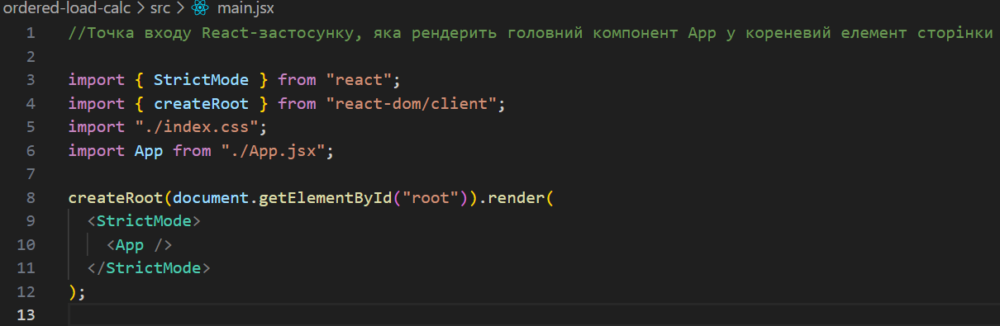 ordered-load-calc > src > main.jsx
1 //Точка входу React-застосунку, яка рендерить головний компонент App у кореневий елемент сторінки
2
3 import { StrictMode } from "react";
4 import { createRoot } from "react-dom/client";
5 import "./index.css";
6 import App from "./App.jsx";
7
8 createRoot(document.getElementById("root")).render(
9   <StrictMode>
10     <App />
11   </StrictMode>
12 );
13